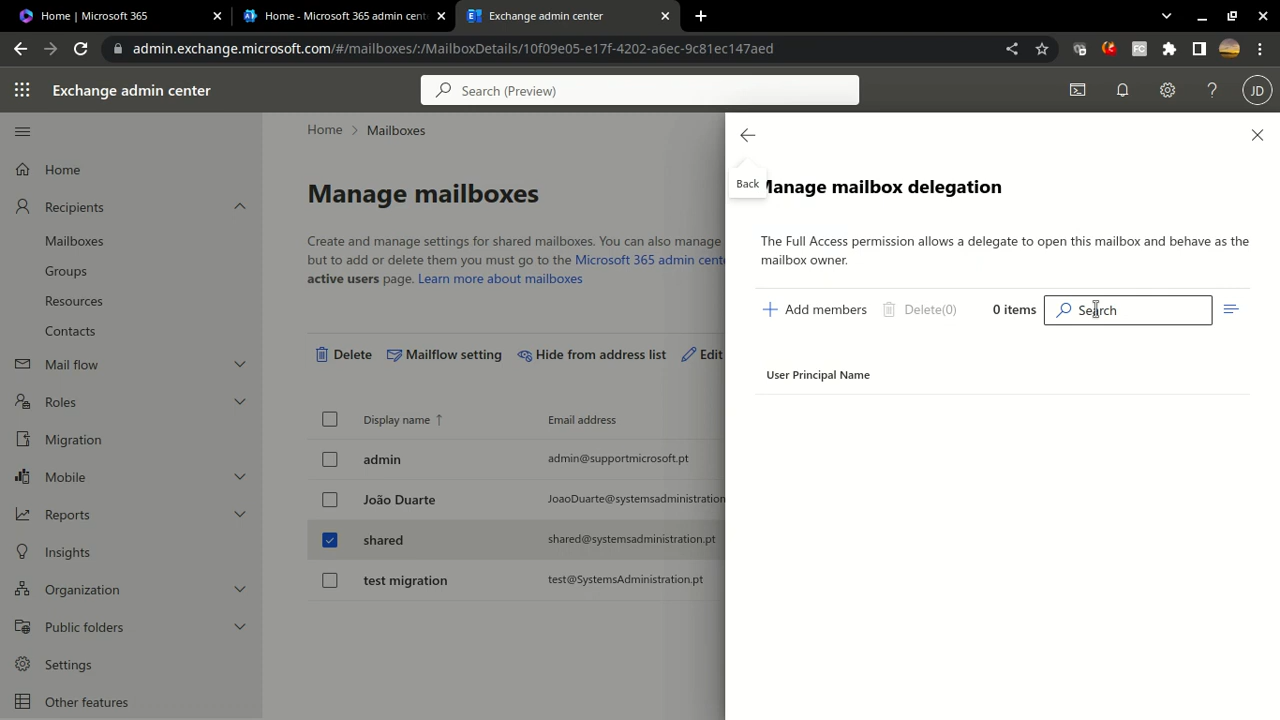 Home | Microsoft 365
Home - Microsoft 365 admin cent
Exchange admin center
admin.exchange.microsoft.com/#/mailboxes/:/MailboxDetails/10f09e05-e17f-4202-a6ec-9c81ec147aed
FC
Exchange admin center
Search (Preview)
JD
Home
Recipients
Mailboxes
Groups
Resources
Contacts
Mail flow
Roles
Migration
Mobile
Reports
Insights
Organization
Public folders
Settings
Other features
Home > Mailboxes
Manage mailboxes
Create and manage settings for shared mailboxes. You can also manage
but to add or delete them you must go to the Microsoft 365 admin cente
active users page. Learn more about mailboxes
Delete Mailflow setting Hide from address list Edit
Display name ↑ Email address
admin admin@supportmicrosoft.pt
João Duarte JoaoDuarte@systemsadministration
shared shared@systemsadministration.pt
test migration test@SystemsAdministration.pt
Back
Manage mailbox delegation
The Full Access permission allows a delegate to open this mailbox and behave as the
mailbox owner.
Add members Delete(0) 0 items Search
User Principal Name